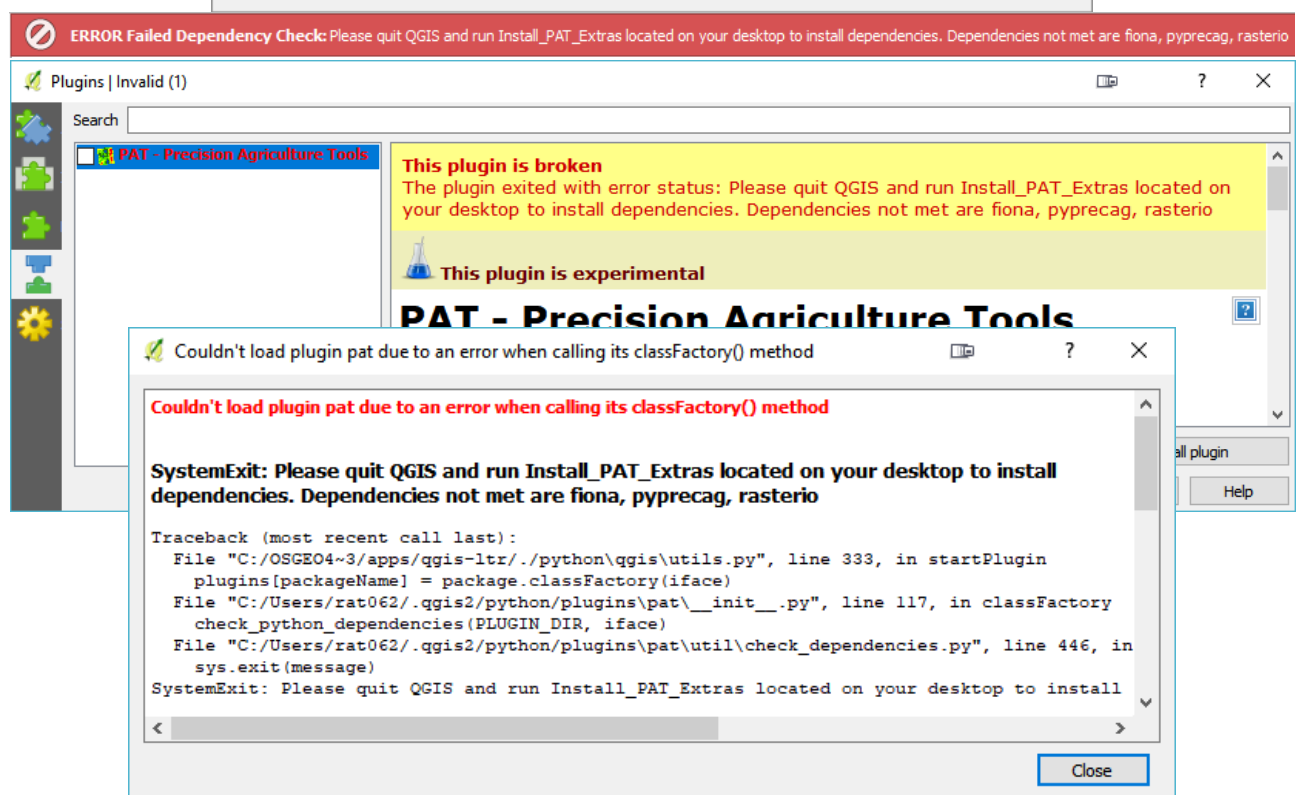 ERROR Failed Dependency Check: Please quit QGIS and run Install_PAT_Extras located on your desktop to install dependencies. Dependencies not met are fiona, pyprecag, rasterio
Plugins | Invalid (1)
?
Search
PAT - Precision Agriculture Tools
This plugin is broken
The plugin exited with error status: Please quit QGIS and run Install_PAT_Extras located on
your desktop to install dependencies. Dependencies not met are fiona, pyprecag, rasterio
This plugin is experimental
PAT - Precision Agriculture Tools
?
all plugin
Help
Couldn't load plugin pat due to an error when calling its classFactory() method
?
Couldn't load plugin pat due to an error when calling its classFactory() method
SystemExit: Please quit QGIS and run Install_PAT_Extras located on your desktop to install
dependencies. Dependencies not met are fiona, pyprecag, rasterio
Traceback (most recent call last):
File "C:/OSGEO4~3/apps/qgis-ltr/./python\qgis\utils.py", line 333, in startPlugin
plugins[packageName] = package.classFactory(iface)
File "C:/Users/rat062/.qgis2/python/plugins\pat\__init__.py", line 117, in classFactory
check_python_dependencies(PLUGIN_DIR, iface)
File "C:/Users/rat062/.qgis2/python/plugins\pat\util\check_dependencies.py", line 446, in
sys.exit(message)
SystemExit: Please quit QGIS and run Install_PAT_Extras located on your desktop to install
Close